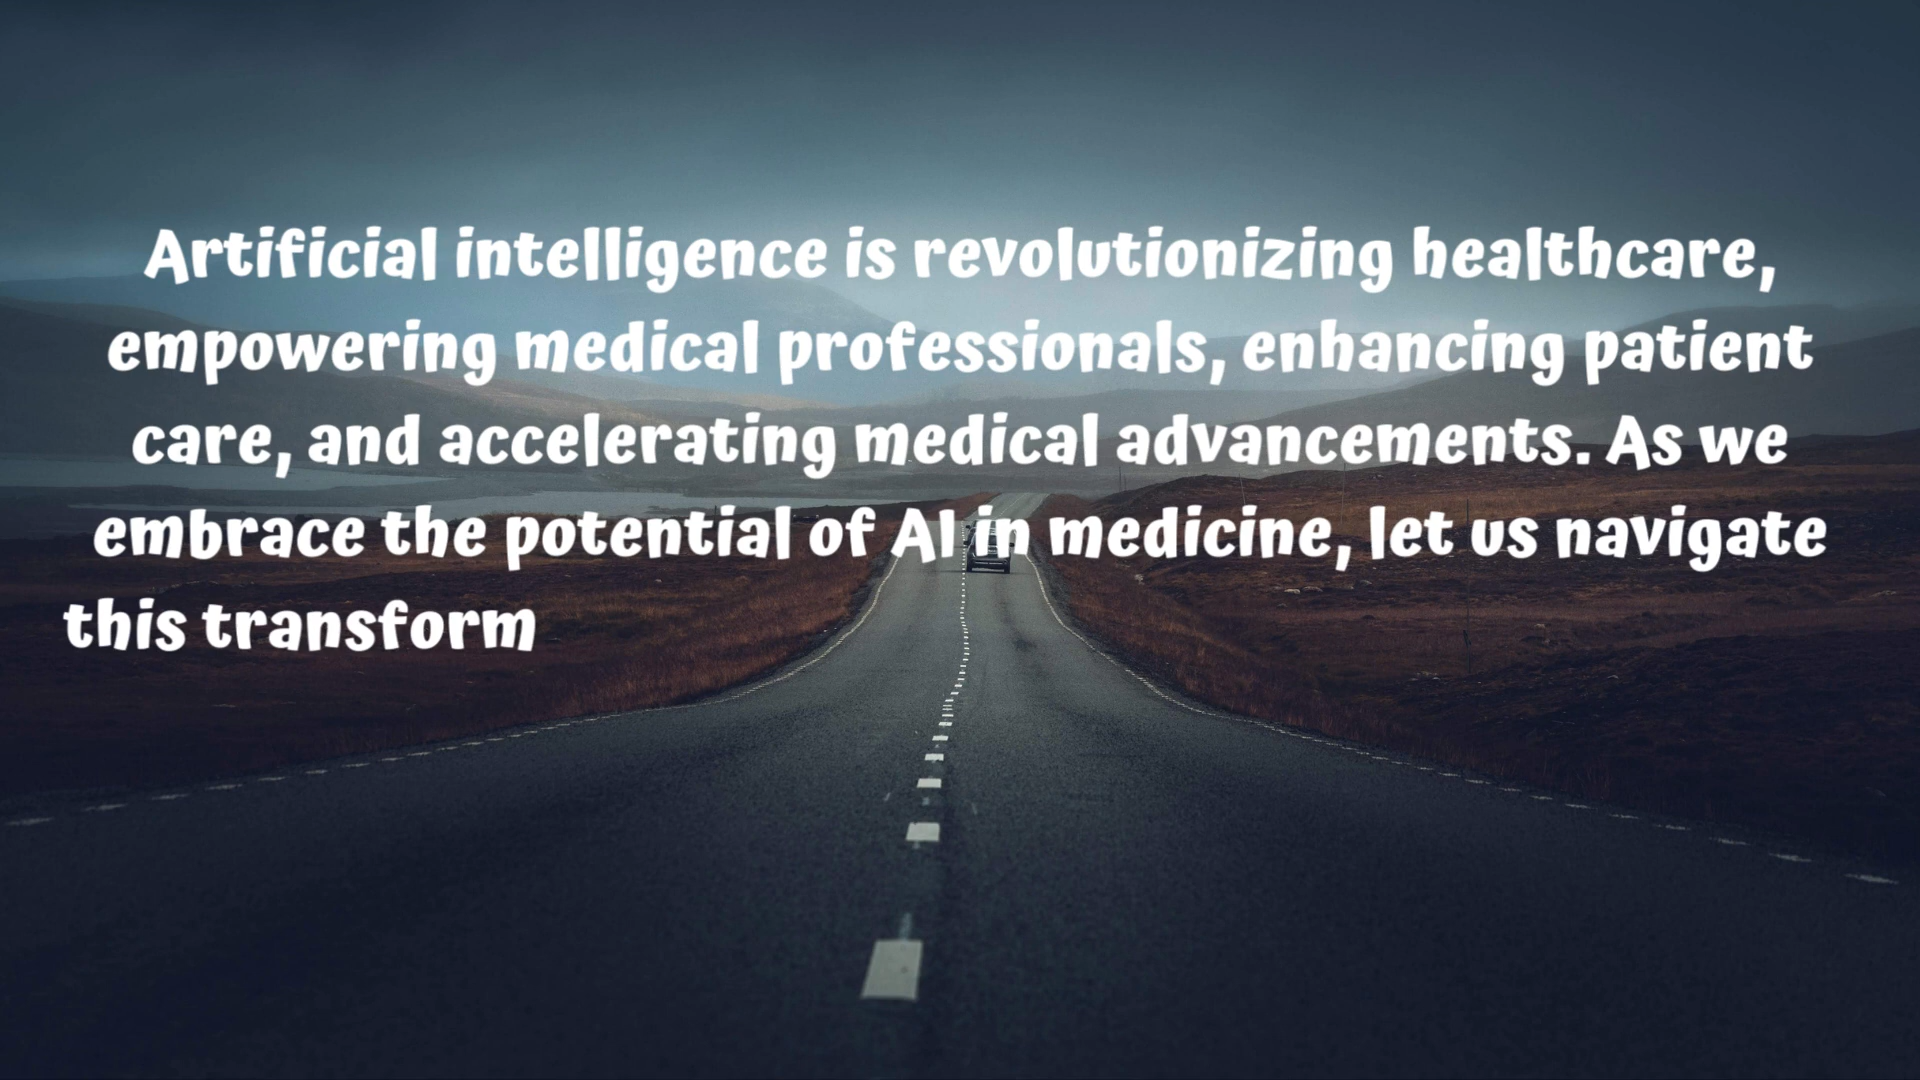 Artificial intelligence is revolutionizing healthcare,
empowering medical professionals, enhancing patient
care, and accelerating medical advancements. As we
embrace the potential of AI in medicine, let us navigate
this transform